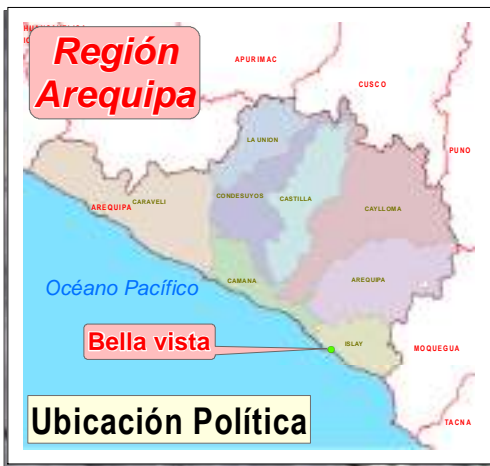 Región
Arequipa
APURIMAC
CUSCO
LA UNION
PUNO
CARAVELI
CONDESUYOS
CASTILLA
AREQUIPA
CAYLLOMA
CAMANA
AREQUIPA
Océano Pacífico
Bella vista
ISLAY
MOQUEGUA
Ubicación Política
TACNA